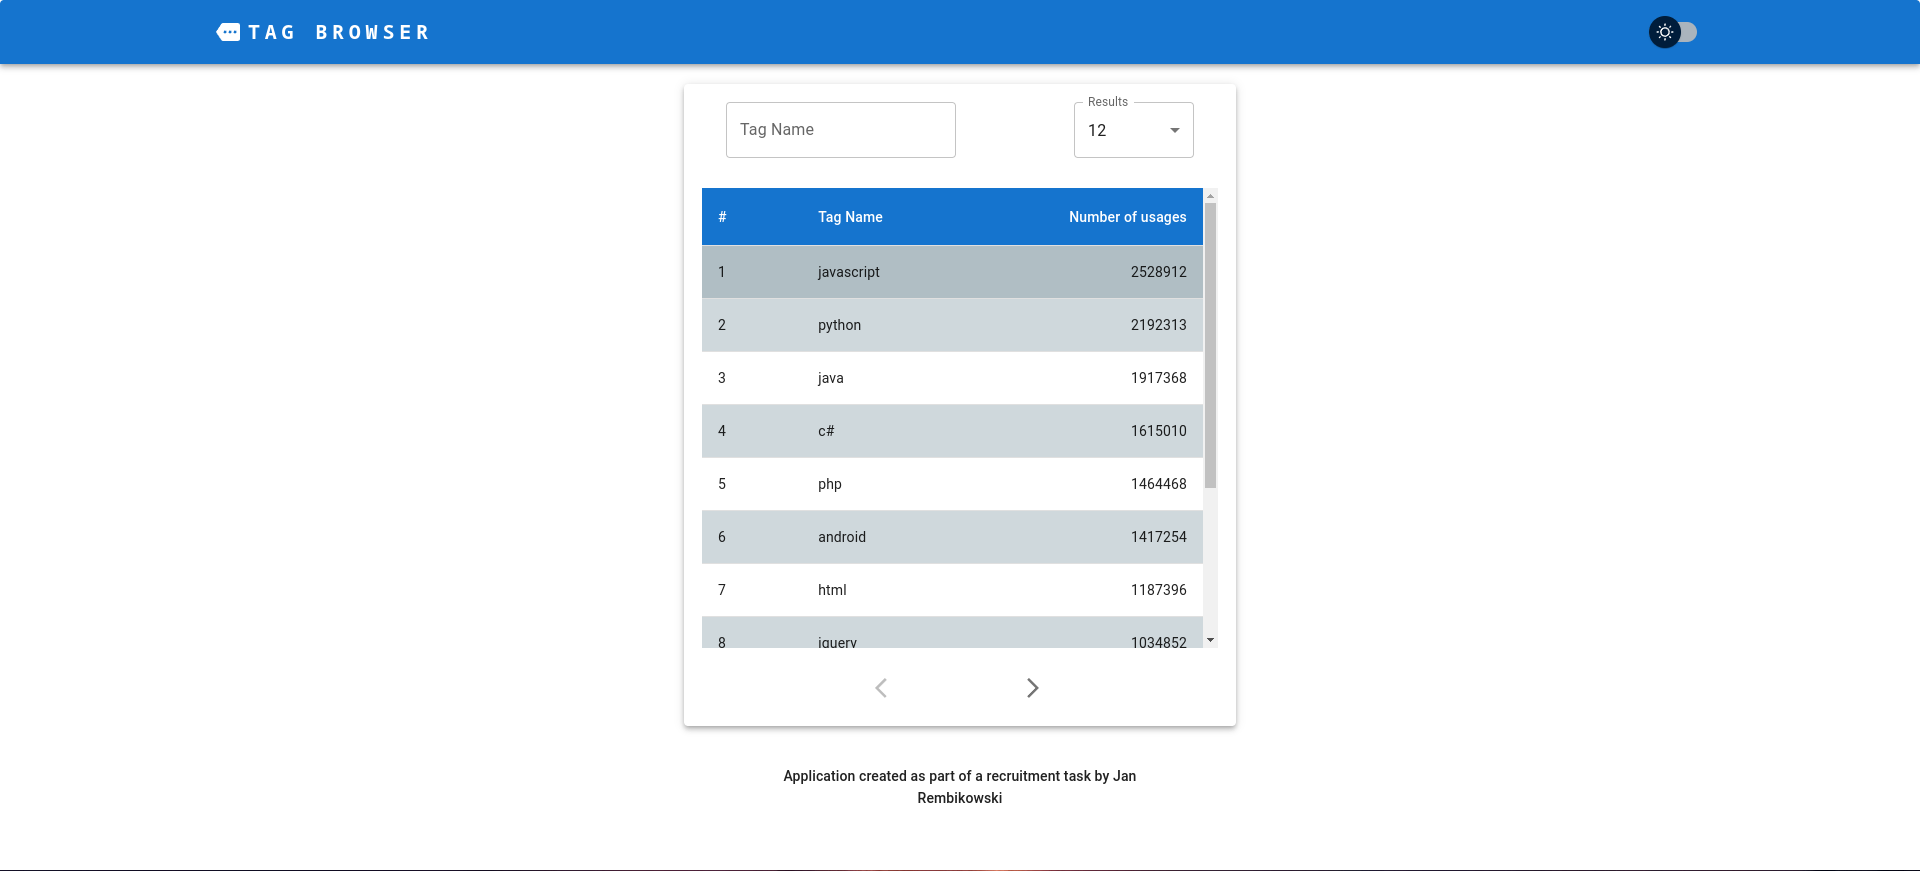 TAG BROWSER
Tag Name
Results
12
# Tag Name Number of usages
1 javascript 2528912
2 python 2192313
3 java 1917368
4 c# 1615010
5 php 1464468
6 android 1417254
7 html 1187396
8 jquery 1034852
Application created as part of a recruitment task by Jan
Rembikowski